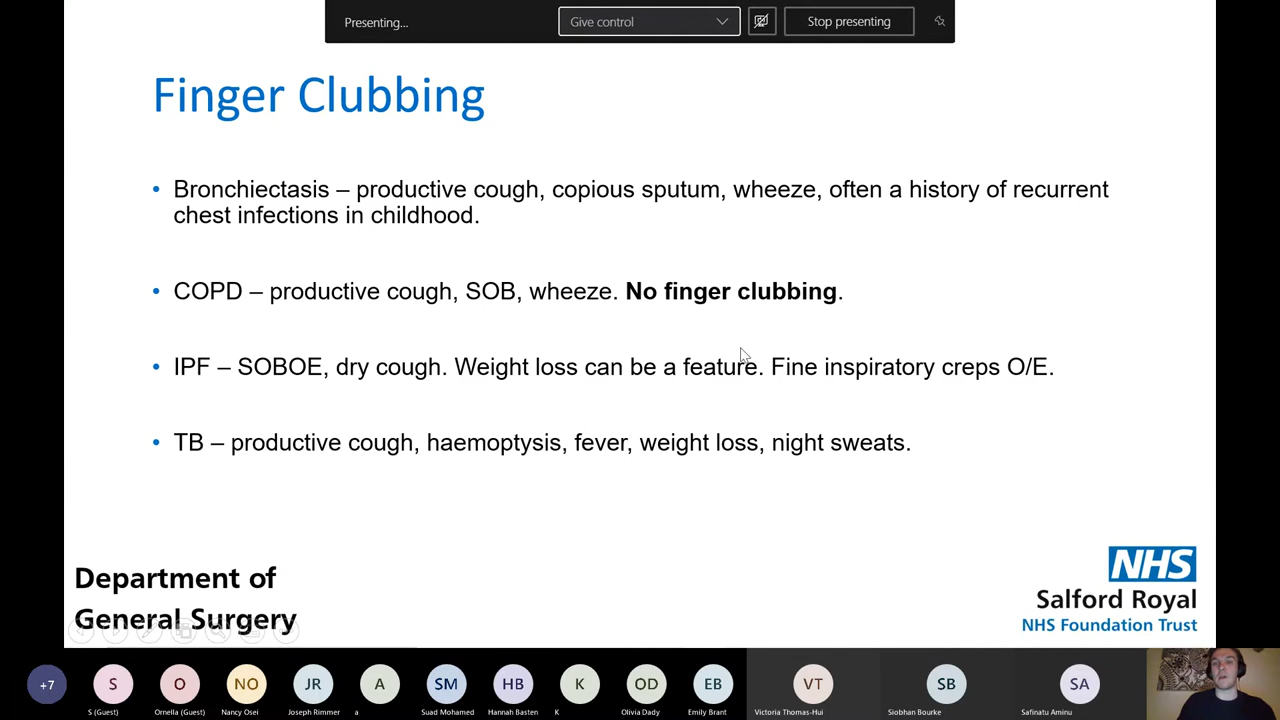 Presenting...
Give control
Stop presenting
Finger Clubbing
• Bronchiectasis – productive cough, copious sputum, wheeze, often a history of recurrent
chest infections in childhood.
• COPD – productive cough, SOB, wheeze. No finger clubbing.
• IPF – SOBOE, dry cough. Weight loss can be a feature. Fine inspiratory creps O/E.
• TB – productive cough, haemoptysis, fever, weight loss, night sweats.
Department of
General Surgery
NHS
Salford Royal
NHS Foundation Trust
+7
S
O
NO
JR
A
SM
HB
K
OD
EB
VT
SB
SA
S (Guest)
Ornella (Guest)
Nancy Osei
Joseph Rimmer
a
Suad Mohamed
Hannah Basten
K
Olivia Dady
Emily Brant
Victoria Thomas-Hui
Siobhan Bourke
Safinatu Aminu